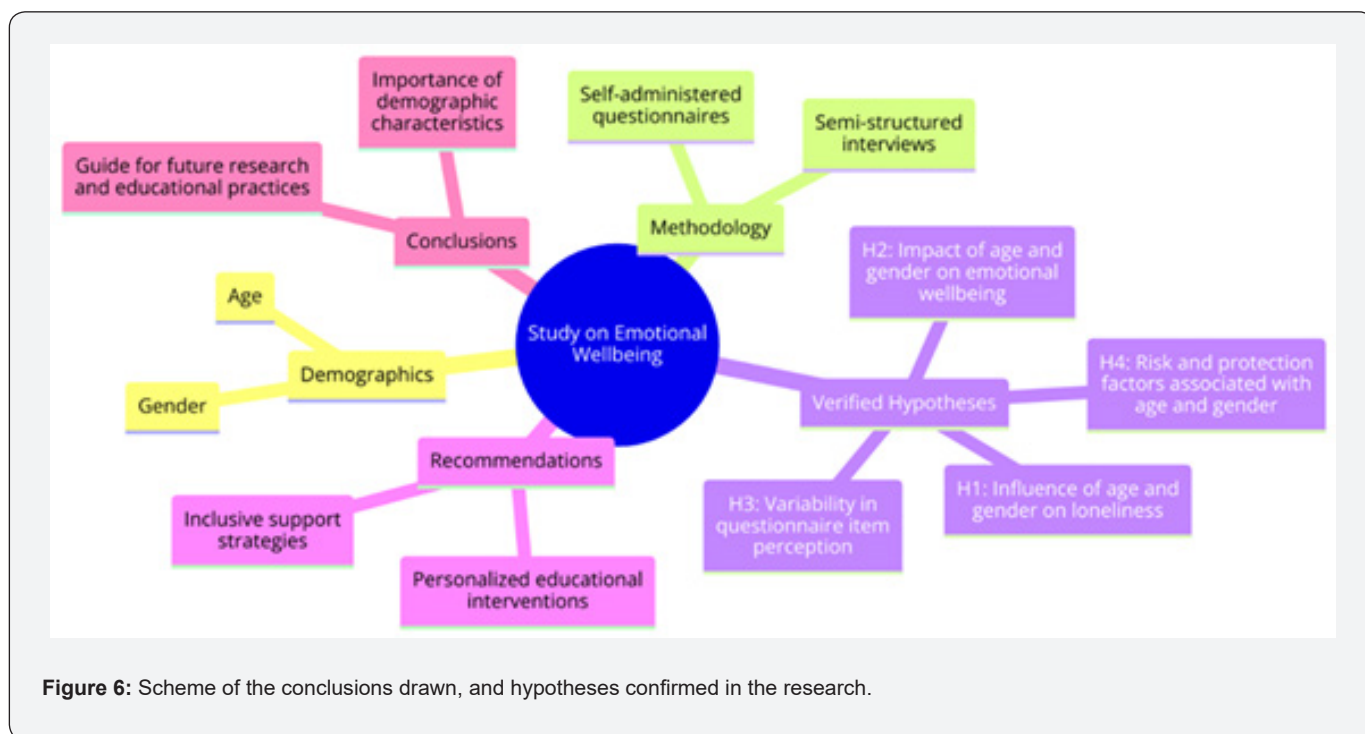 Importance of
demographic
characteristics
Self-administered
questionnaires
Semi-structured
interviews
Guide for future research
and educational practices
Conclusions
Methodology
H2: Impact of age and
gender on emotional
wellbeing
Age
Study on Emotional
Wellbeing
Demographics
Gender
Verified Hypotheses
H4: Risk and protection
factors associated with
age and gender
Recommendations
H1: Influence of age and
gender on loneliness
H3: Variability in
questionnaire item
perception
Inclusive support
strategies
Personalized educational
interventions
Figure 6: Scheme of the conclusions drawn, and hypotheses confirmed in the research.